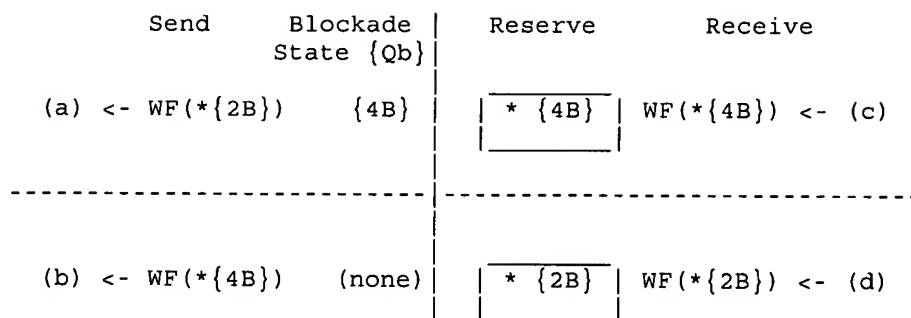 Send Blockade | Reserve Receive
State {Qb}|
(a) <- WF(*{2B}) {4B} | | * {4B} | WF(*{4B}) <- (c)
(b) <- WF(*{4B}) (none)| | * {2B} | WF(*{2B}) <- (d)